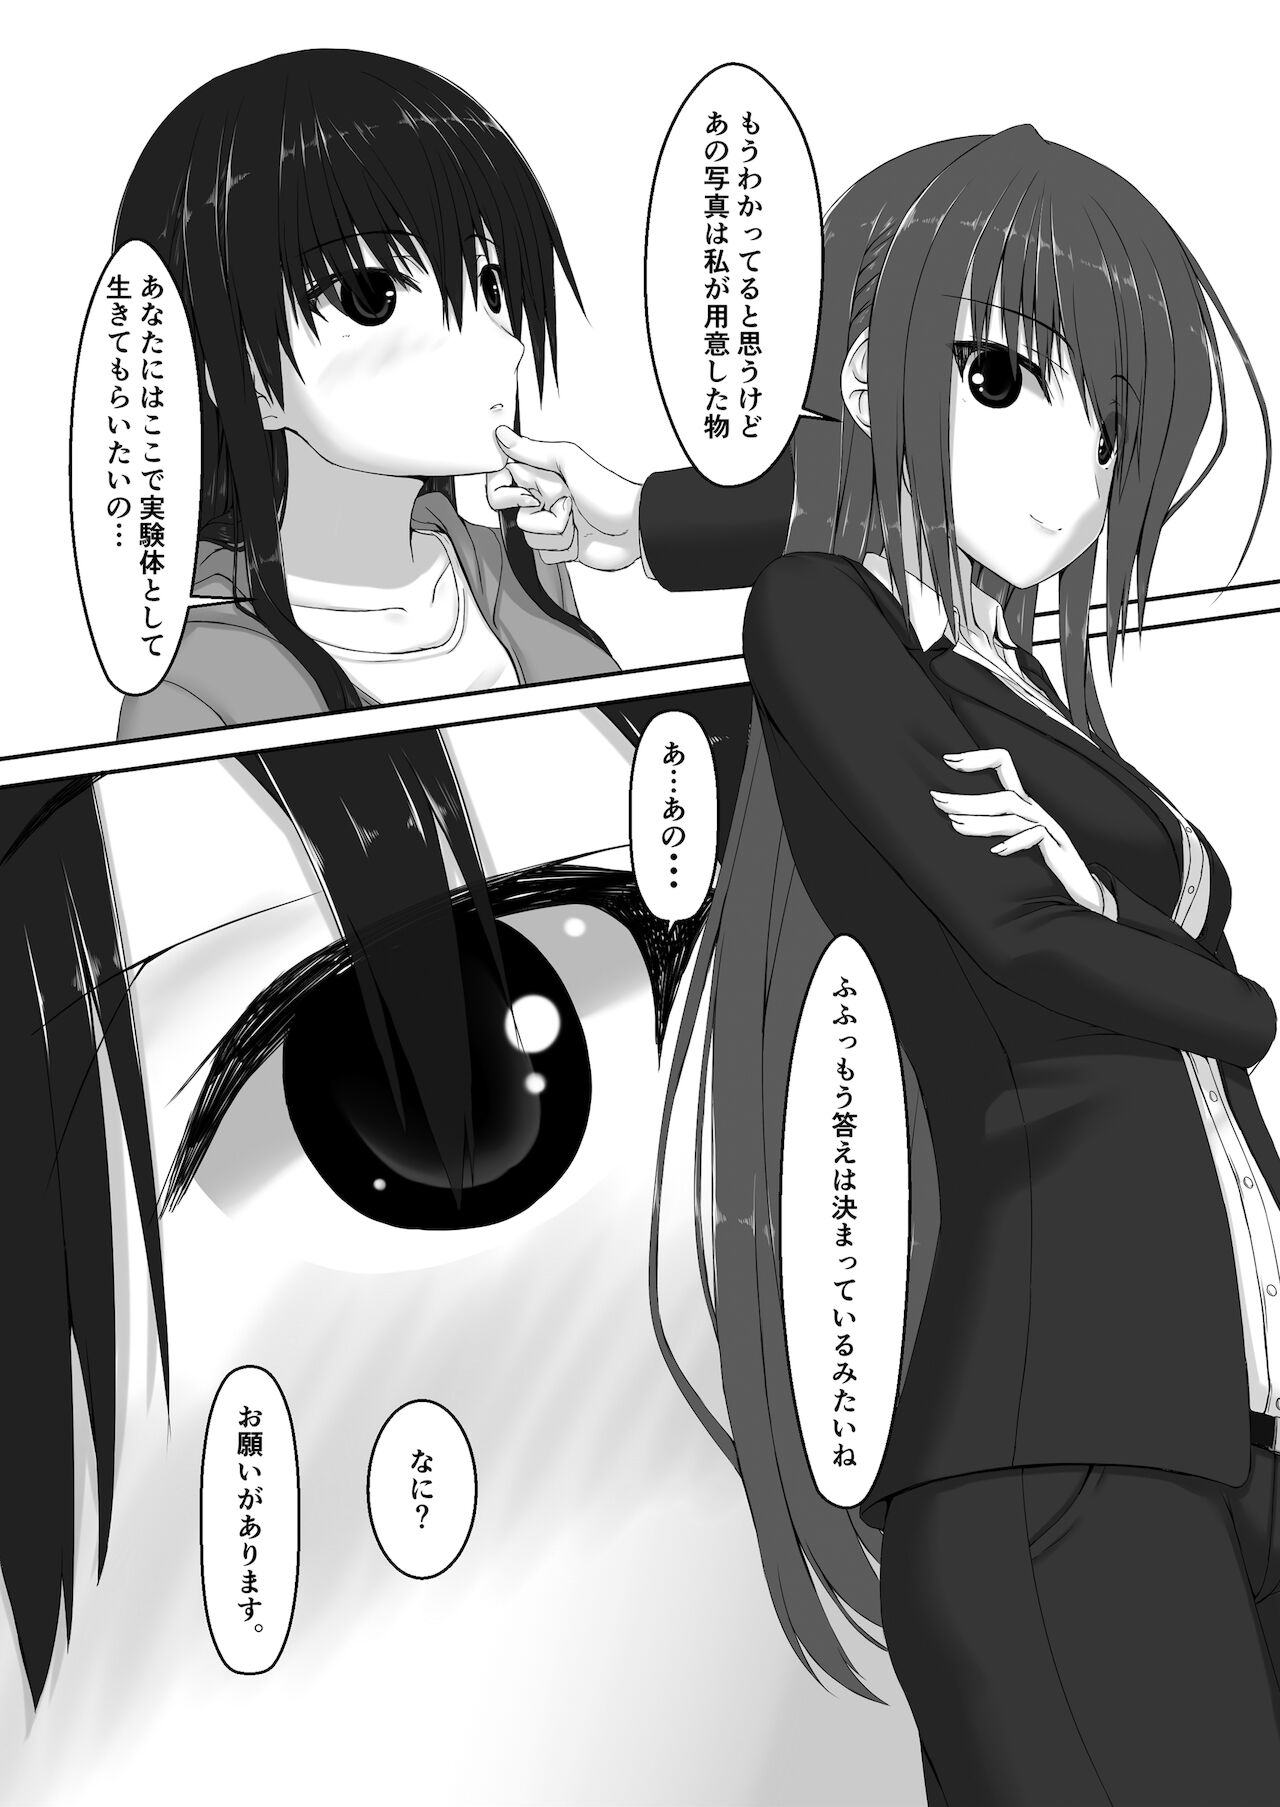 もうわかってると思うけど
あの写真は私が用意した物
あなたにはここで実験体として
生きてもらいたいの…
あ…あの・・・
ふふっもう答えは決まっているみたいね
なに？
お願いがあります。